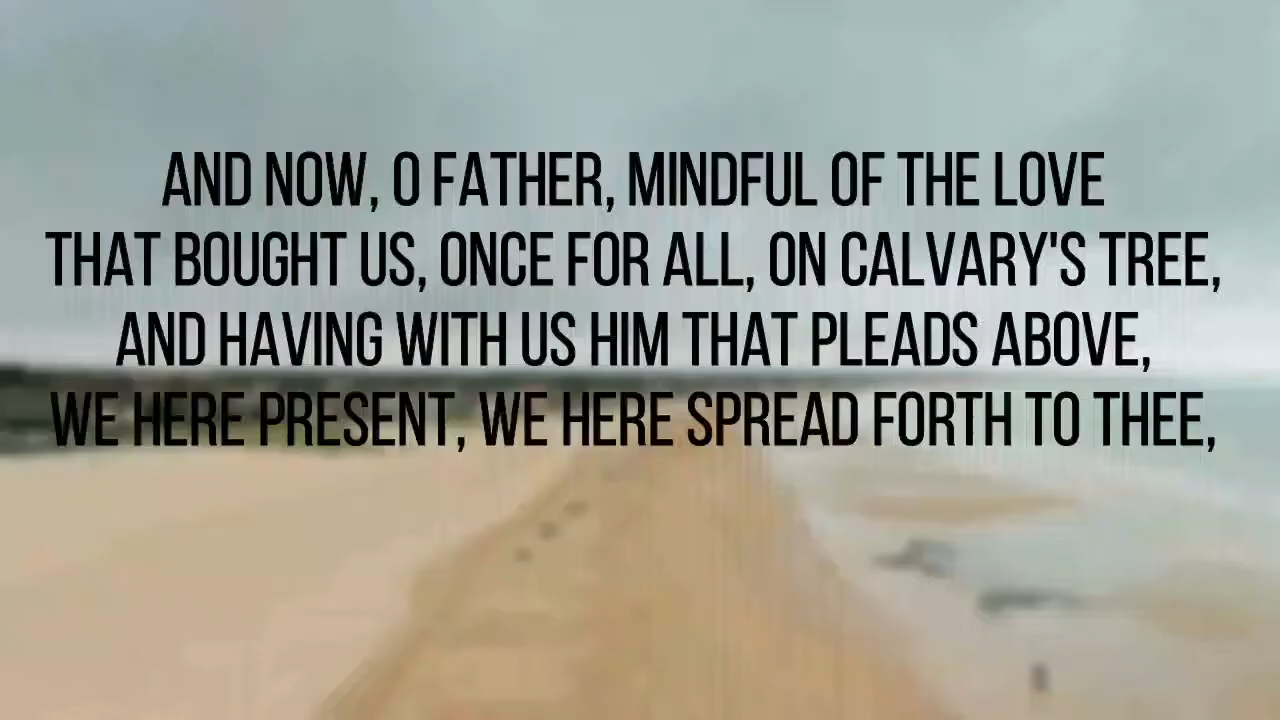 AND NOW, O FATHER, MINDFUL OF THE LOVE
THAT BOUGHT US, ONCE FOR ALL, ON CALVARY'S TREE,
AND HAVING WITH US HIM THAT PLEADS ABOVE,
WE HERE PRESENT, WE HERE SPREAD FORTH TO THEE,